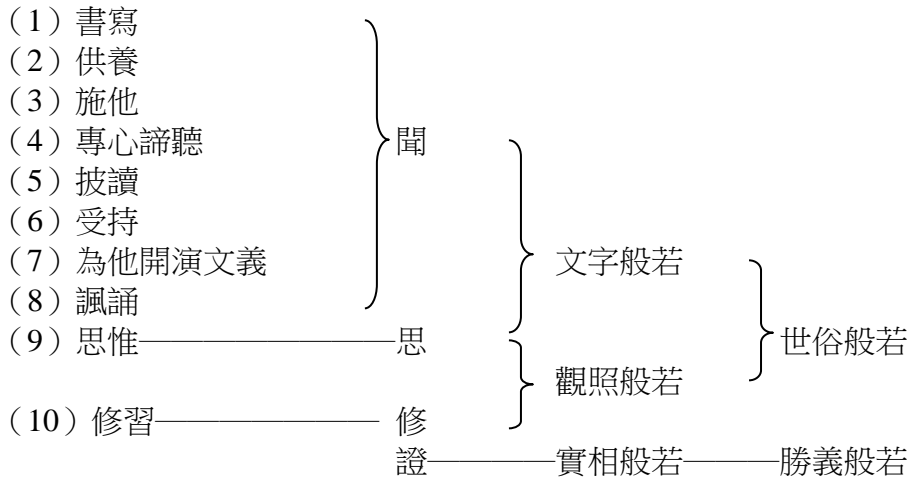 （1）書寫
（2）供養
（3）施他
（4）專心諦聽 聞
（5）披讀
（6）受持
（7）為他開演文義 文字般若
（8）諷誦
（9）思惟────────思 世俗般若
觀照般若
（10）修習─────── 修
證────實相般若───勝義般若